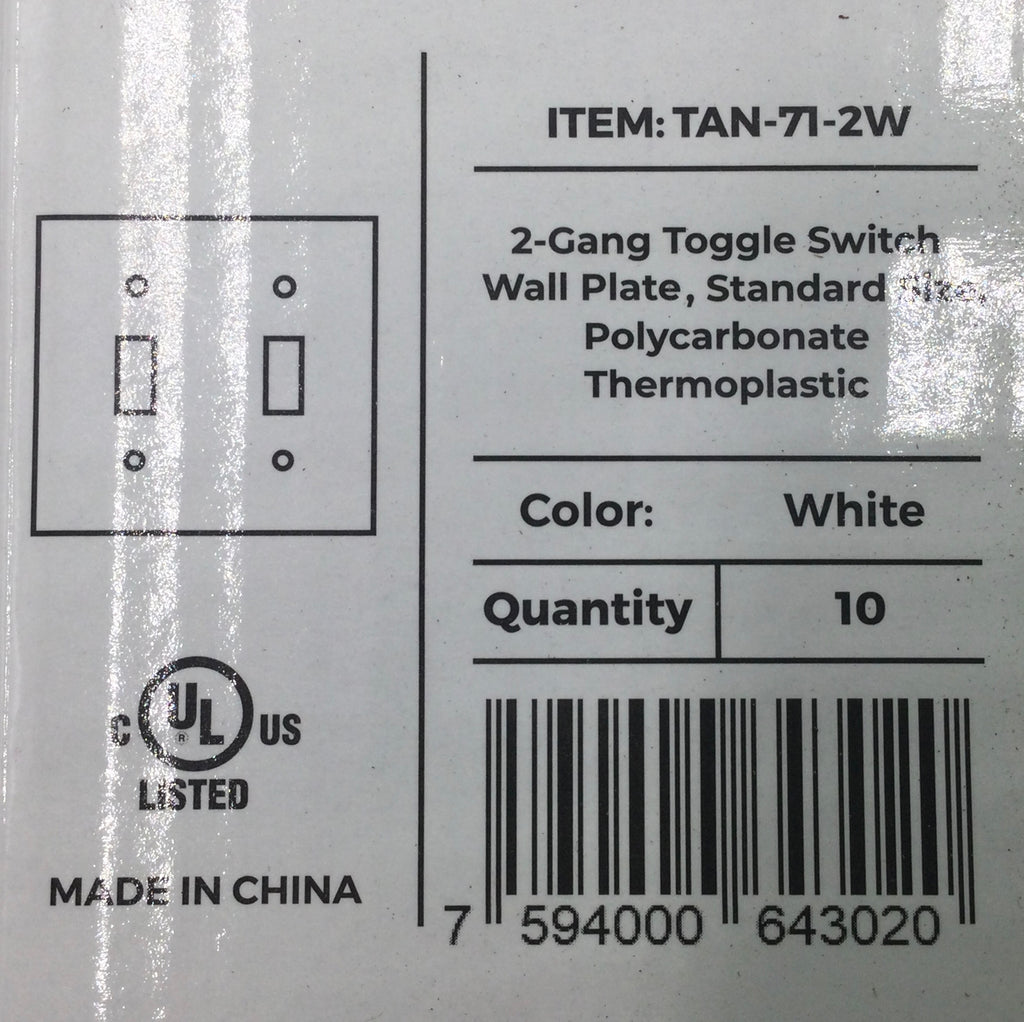 ITEM: TAN-71-2W
2-Gang Toggle Switch
Wall Plate, Standard Size,
Polycarbonate
Thermoplastic
Color: White
Quantity 10
C UL ® US
LISTED
MADE IN CHINA
7 594000 643020